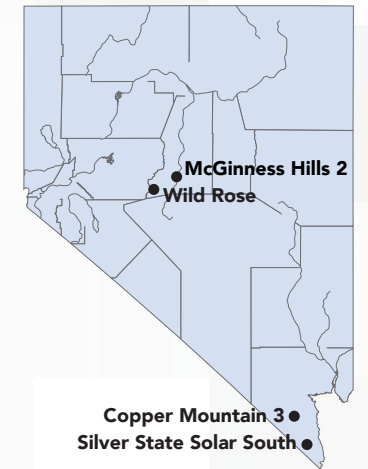 McGinness Hills 2
Wild Rose
Copper Mountain 3
Silver State Solar South